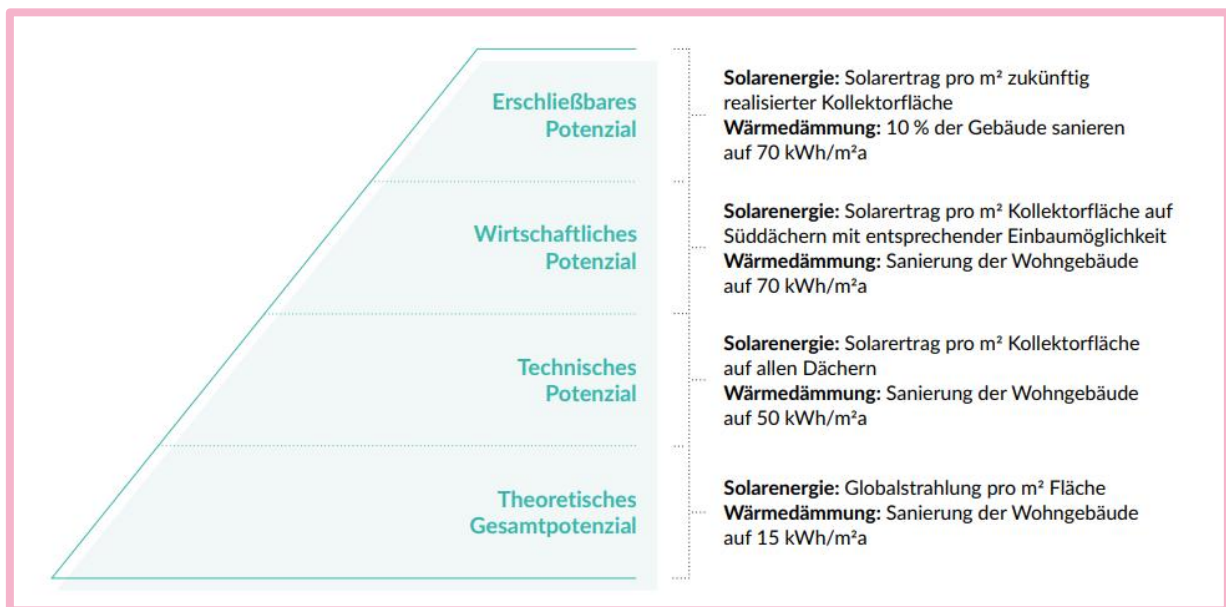 Erschließbares
Potenzial
Solarenergie: Solarertrag pro m² zukünftig
realisierter Kollektorfläche
Wärmedämmung: 10 % der Gebäude sanieren
auf 70 kWh/m²a
Wirtschaftliches
Potenzial
Solarenergie: Solarertrag pro m² Kollektorfläche auf
Süddächern mit entsprechender Einbaumöglichkeit
Wärmedämmung: Sanierung der Wohngebäude
auf 70 kWh/m²a
Technisches
Potenzial
Solarenergie: Solarertrag pro m² Kollektorfläche
auf allen Dächern
Wärmedämmung: Sanierung der Wohngebäude
auf 50 kWh/m²a
Theoretisches
Gesamtpotenzial
Solarenergie: Globalstrahlung pro m² Fläche
Wärmedämmung: Sanierung der Wohngebäude
auf 15 kWh/m²a